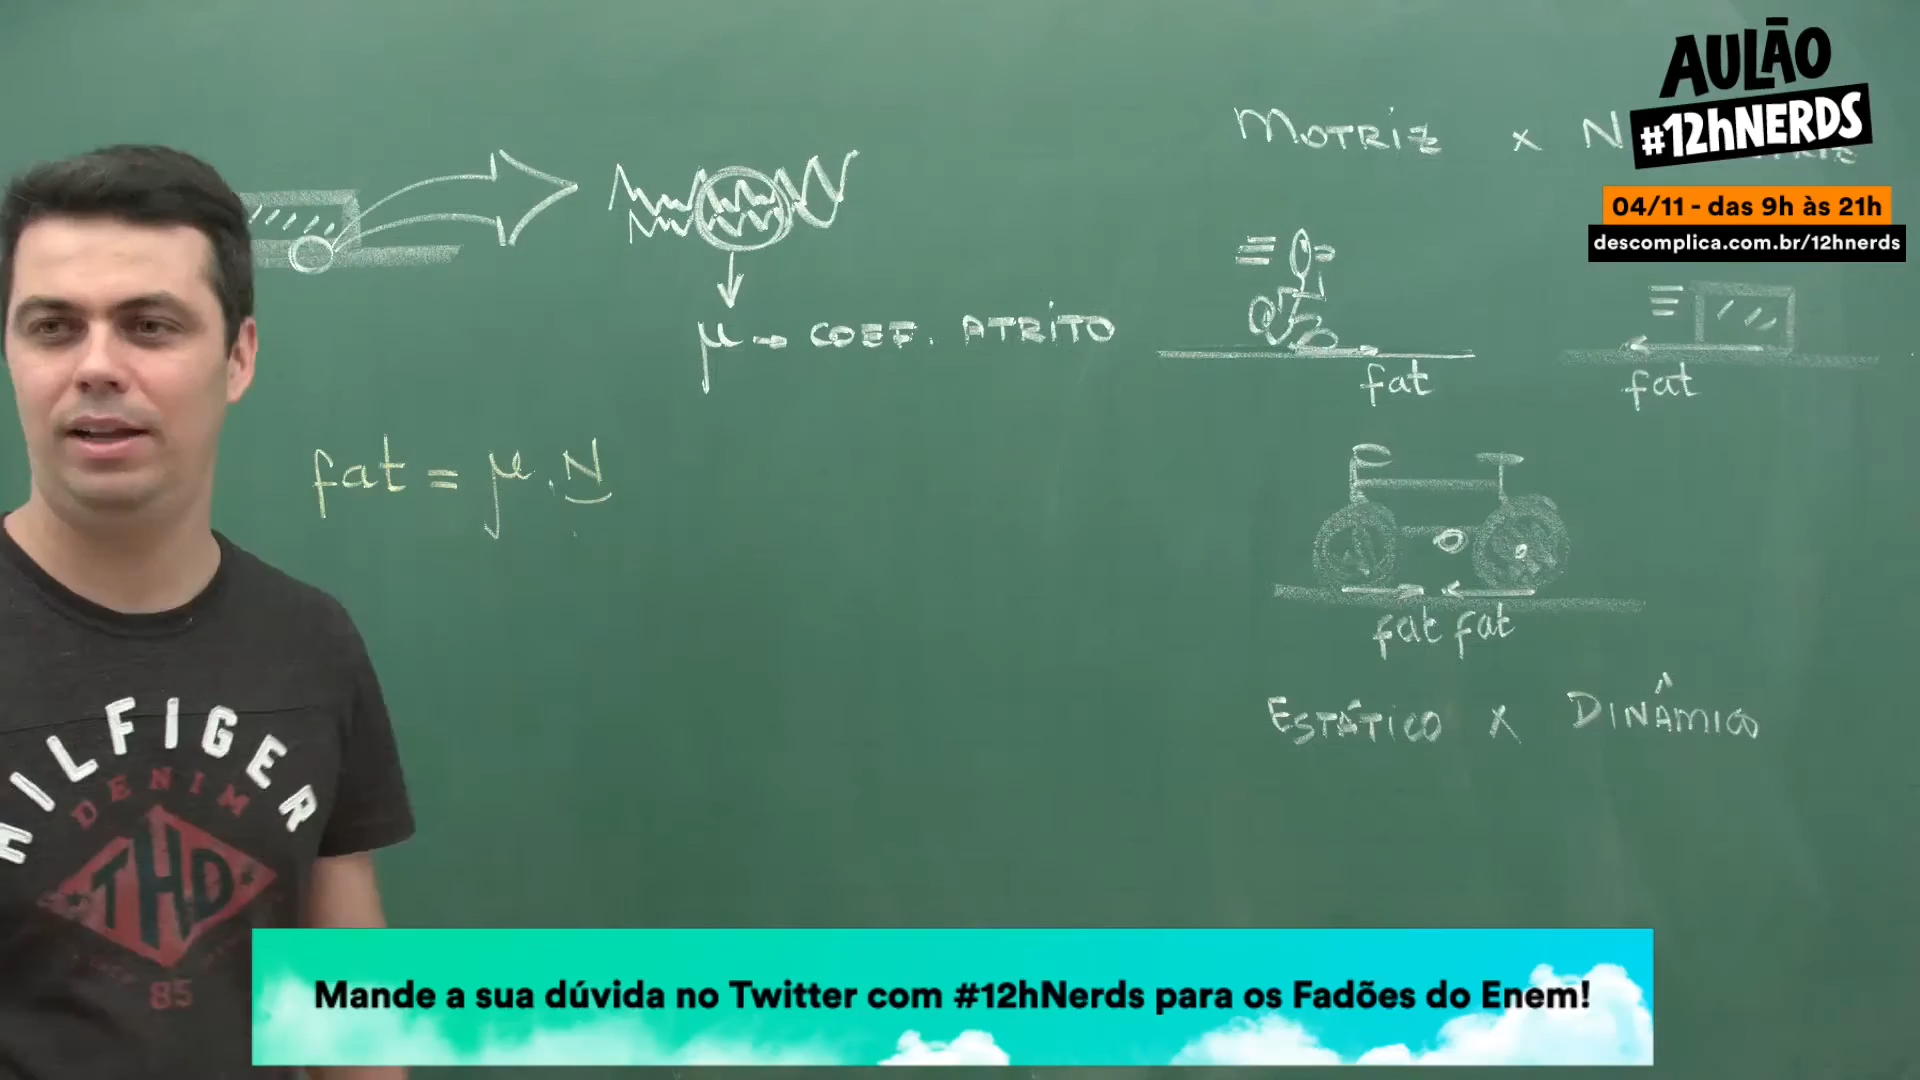 AULÃO
#12hNERDS
04/11 - das 9h às 21h
descomplica.com.br/12hnerds
MOTRIZ x N
μ → COEF. ATRITO
fat
fat
fat = μ . N
fat fat
ESTÁTICO X DINÂMICO
HILFIGER
DENIM
THD
85
Mande a sua dúvida no Twitter com #12hNerds para os Fadões do Enem!